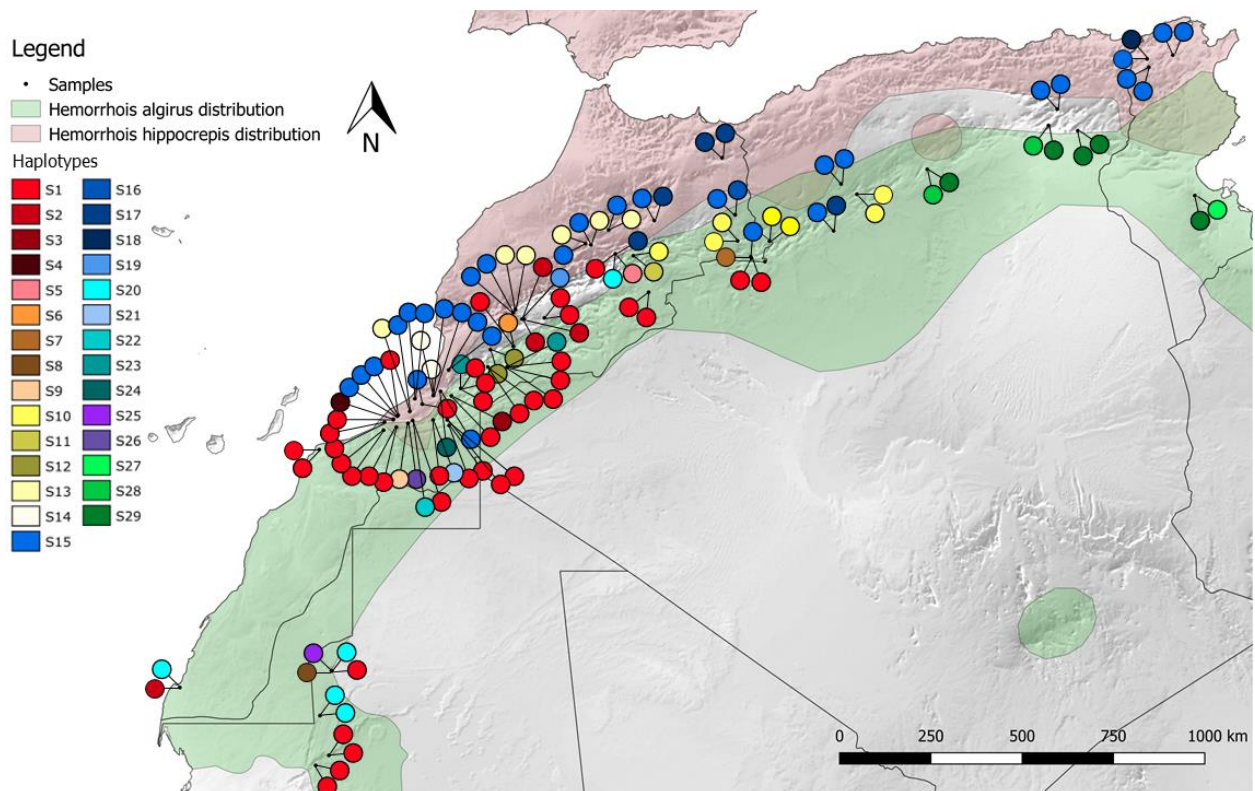 Legend
Samples
Hemorrhois algirus distribution
Hemorrhois hippocrepis distribution
Haplotypes
S1 S16
S2 S17
S3 S18
S4 S19
S5 S20
S6 S21
S7 S22
S8 S23
S9 S24
S10 S25
S11 S26
S12 S27
S13 S28
S14 S29
S15
N
0 250 500 750 1000 km